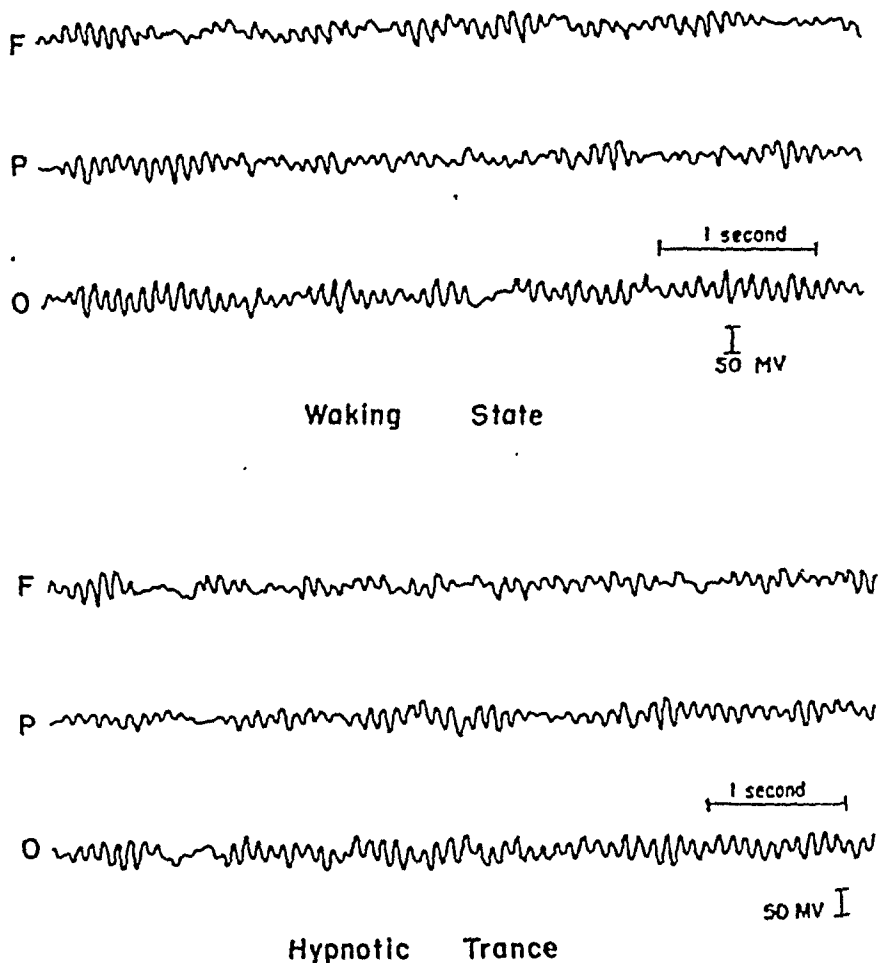 F
P
1 second
O
50 MV
Waking State
F
P
1 second
O
50 MV
Hypnotic Trance